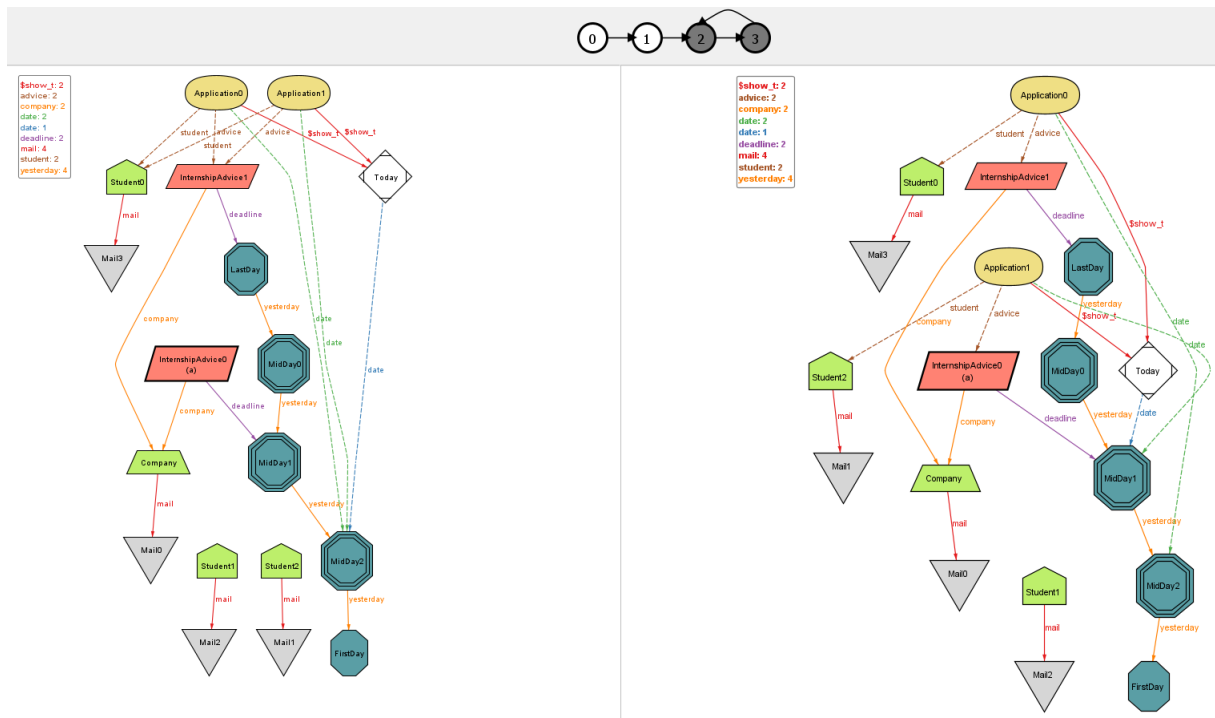 0
1
2
3
$show_t: 2
advice: 2
company: 2
date: 2
date: 1
deadline: 2
mail: 4
student: 2
yesterday: 4
Application0
Application1
student
advice
student
advice
$show_t
$show_t
Student0
InternshipAdvice1
Today
mail
deadline
Mail3
LastDay
yesterday
company
date
date
date
InternshipAdvice0
(a)
MidDay0
company
deadline
yesterday
Company
MidDay1
mail
yesterday
Mail0
Student1
Student2
MidDay2
mail
mail
yesterday
Mail2
Mail1
FirstDay
$show_t: 2
advice: 2
company: 2
date: 2
date: 1
deadline: 2
mail: 4
student: 2
yesterday: 4
Application0
student
advice
Student0
InternshipAdvice1
mail
deadline
$show_t
Mail3
Application1
LastDay
student
advice
company
yesterday
$show_t
date
date
Student2
InternshipAdvice0
(a)
MidDay0
Today
mail
company
deadline
yesterday
date
Mail1
Company
MidDay1
mail
yesterday
Mail0
Student1
MidDay2
mail
yesterday
Mail2
FirstDay